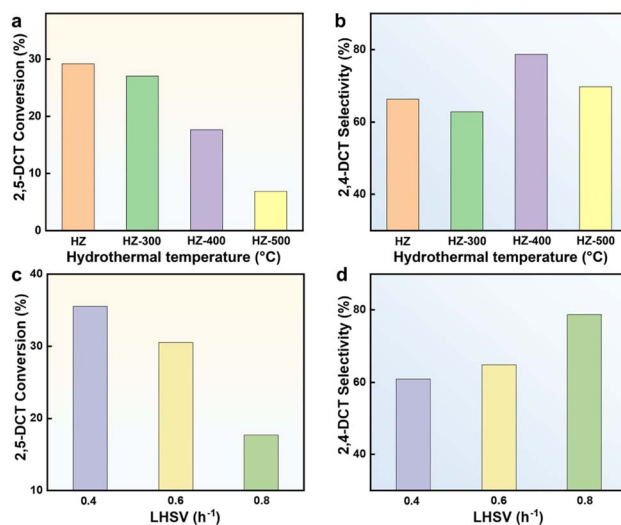 a
2,5-DCT Conversion (%)
30
20
10
0
HZ HZ-300 HZ-400 HZ-500
Hydrothermal temperature (°C)
b
2,4-DCT Selectivity (%)
80
60
40
HZ HZ-300 HZ-400 HZ-500
Hydrothermal temperature (°C)
c
2,5-DCT Conversion (%)
40
30
20
10
0.4 0.6 0.8
LHSV (h⁻¹)
d
2,4-DCT Selectivity (%)
80
60
40
0.4 0.6 0.8
LHSV (h⁻¹)